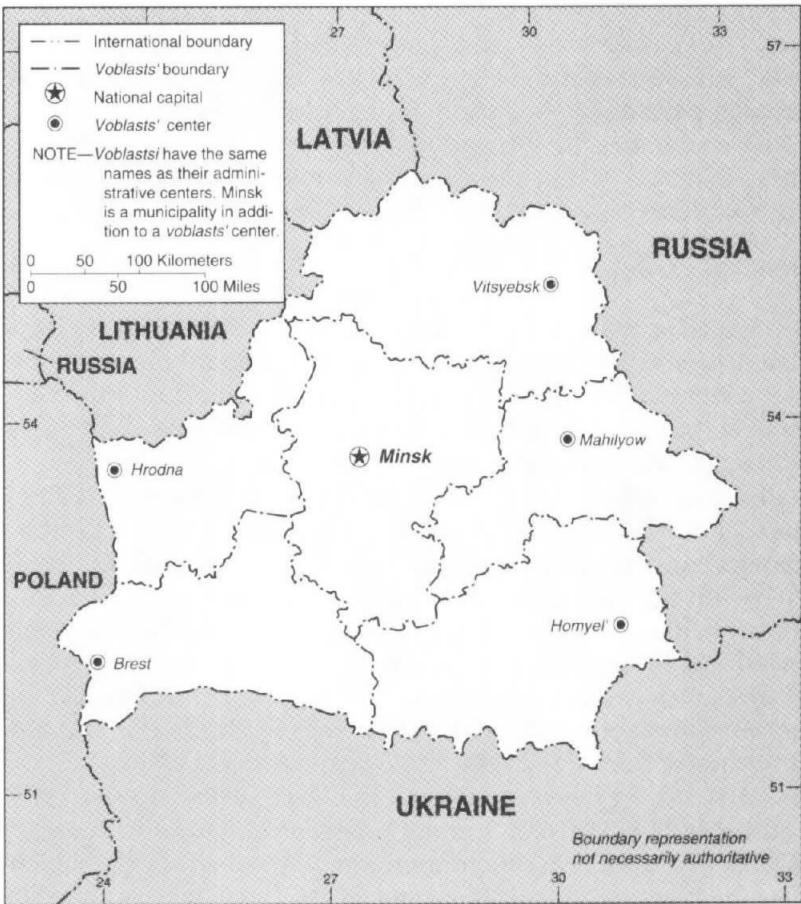 International boundary
Voblasts' boundary
National capital
Voblasts' center
NOTE—Voblastsi have the same
names as their admini-
strative centers. Minsk
is a municipality in addi-
tion to a voblasts' center.
0 50 100 Kilometers
0 50 100 Miles
27 30 33
57
LATVIA
RUSSIA
Vitsyebsk
LITHUANIA
RUSSIA
54 54
Mahilyow
Minsk
Hrodna
POLAND
Homyel'
Brest
51 51
UKRAINE
Boundary representation
not necessarily authoritative
24 27 30 33